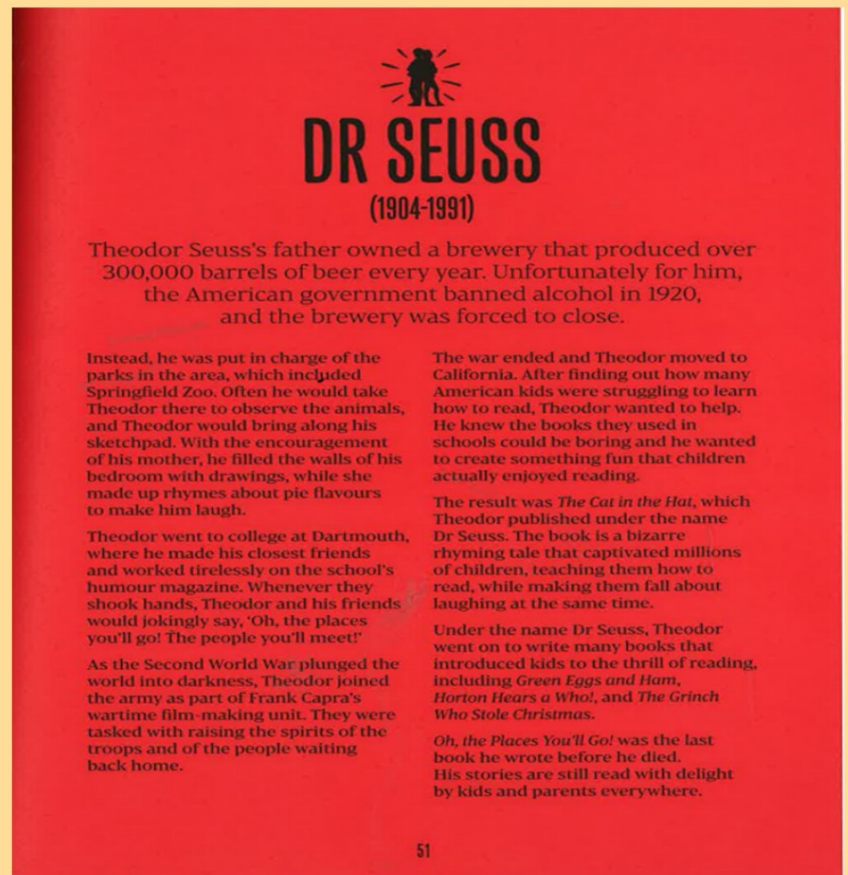 DR SEUSS
(1904-1991)
Theodor Seuss's father owned a brewery that produced over
300,000 barrels of beer every year. Unfortunately for him,
the American government banned alcohol in 1920,
and the brewery was forced to close.
Instead, he was put in charge of the
parks in the area, which included
Springfield Zoo. Often he would take
Theodor there to observe the animals,
and Theodor would bring along his
sketchpad. With the encouragement
of his mother, he filled the walls of his
bedroom with drawings, while she
made up rhymes about pie flavours
to make him laugh.
Theodor went to college at Dartmouth,
where he made his closest friends
and worked tirelessly on the school's
humour magazine. Whenever they
shook hands, Theodor and his friends
would jokingly say, 'Oh, the places
you'll go! The people you'll meet!'
As the Second World War plunged the
world into darkness, Theodor joined
the army as part of Frank Capra's
wartime film-making unit. They were
tasked with raising the spirits of the
troops and of the people waiting
back home.
The war ended and Theodor moved to
California. After finding out how many
American kids were struggling to learn
how to read, Theodor wanted to help.
He knew the books they used in
schools could be boring and he wanted
to create something fun that children
actually enjoyed reading.
The result was The Cat in the Hat, which
Theodor published under the name
Dr Seuss. The book is a bizarre
rhyming tale that captivated millions
of children, teaching them how to
read, while making them fall about
laughing at the same time.
Under the name Dr Seuss, Theodor
went on to write many books that
introduced kids to the thrill of reading,
including Green Eggs and Ham,
Horton Hears a Who!, and The Grinch
Who Stole Christmas.
Oh, the Places You'll Go! was the last
book he wrote before he died.
His stories are still read with delight
by kids and parents everywhere.
51